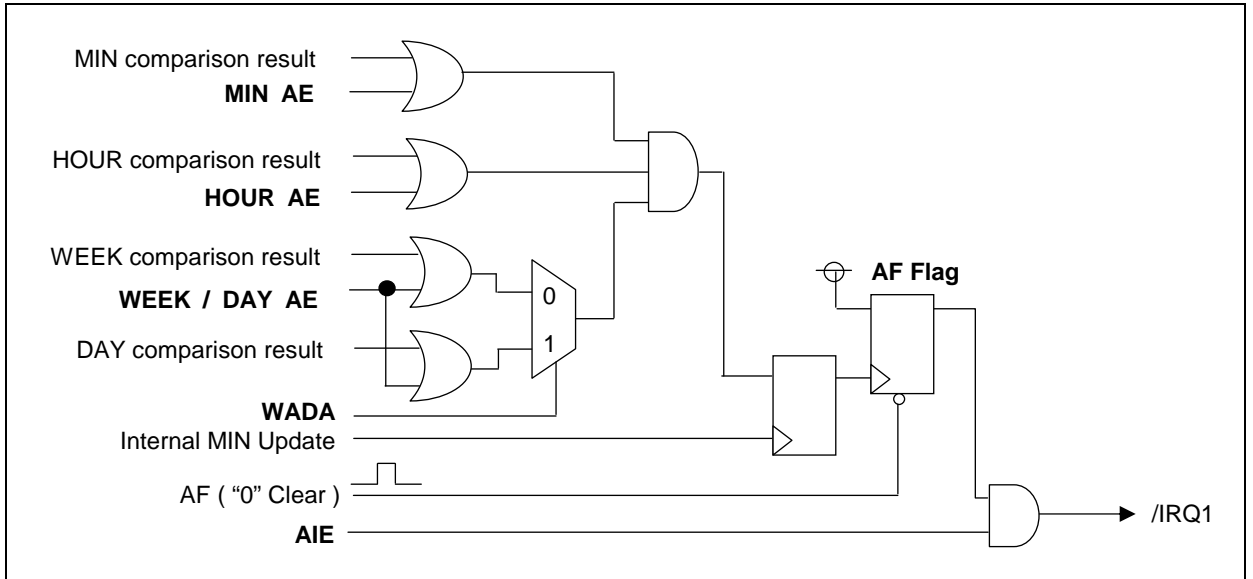 MIN comparison result
MIN AE
HOUR comparison result
HOUR AE
WEEK comparison result
WEEK / DAY AE
0
1
DAY comparison result
WADA
Internal MIN Update
AF ( “0” Clear )
AIE
AF Flag
/IRQ1